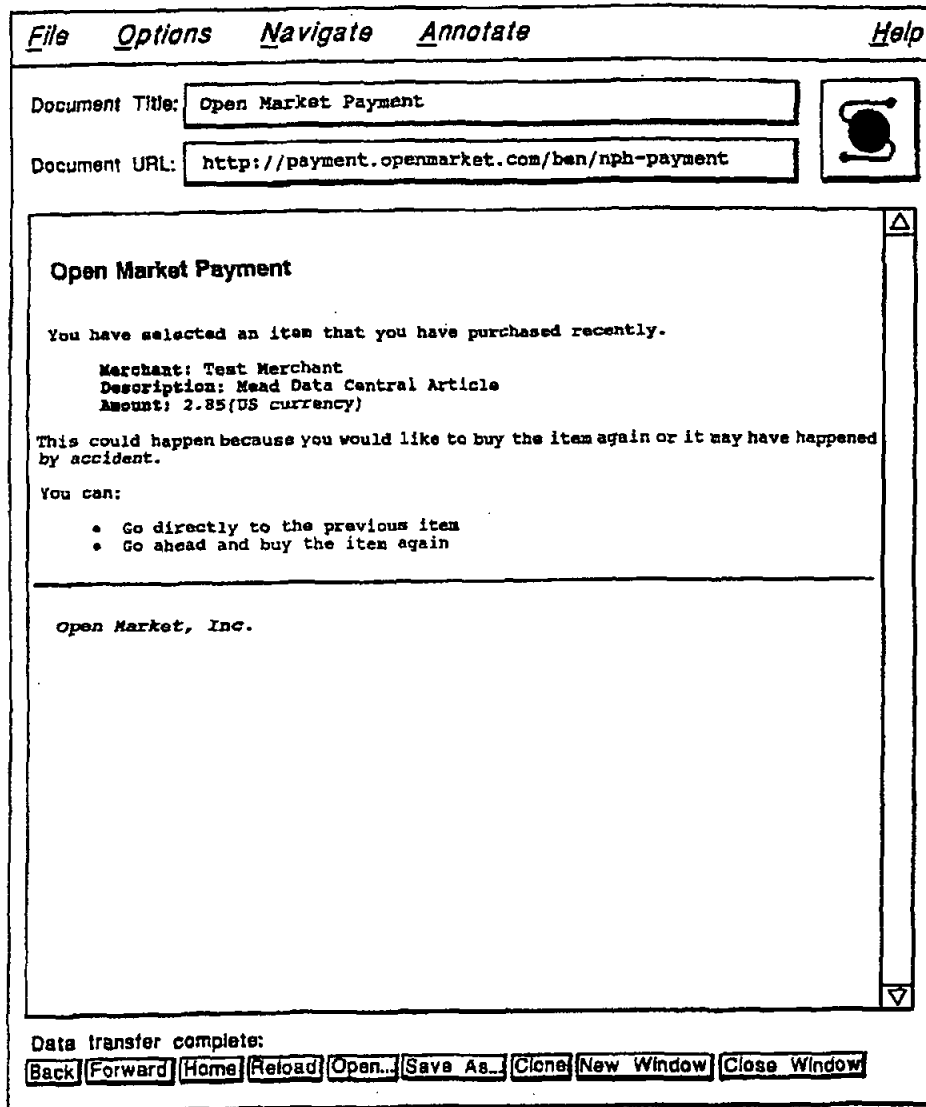 File Options Navigate Annotate Help
Document Title: Open Market Payment
Document URL: http://payment.openmarket.com/ben/nph-payment
Open Market Payment
You have selected an item that you have purchased recently.
Merchant: Test Merchant
Description: Mead Data Central Article
Amount: 2.85(US currency)
This could happen because you would like to buy the item again or it may have happened
by accident.
You can:
• Go directly to the previous item
• Go ahead and buy the item again
Open Market, Inc.
Data transfer complete:
Back Forward Home Reload Open... Save As... Clone New Window Close Window